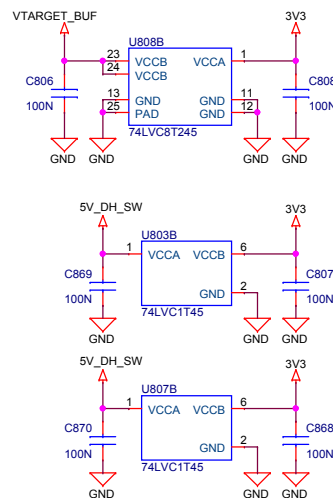 VTARGET_BUF U808B 3V3
C806 23 VCCB VCCA 1 C808
24 VCCB
100N 13 GND GND 11 100N
25 PAD GND 12
GND GND 74LVC8T245 GND GND
5V_DH_SW U803B 3V3
1 VCCA VCCB 6
C869 C807
100N GND 2 100N
GND 74LVC1T45 GND GND
5V_DH_SW U807B 3V3
1 VCCA VCCB 6
C870 C868
100N GND 2 100N
GND 74LVC1T45 GND GND